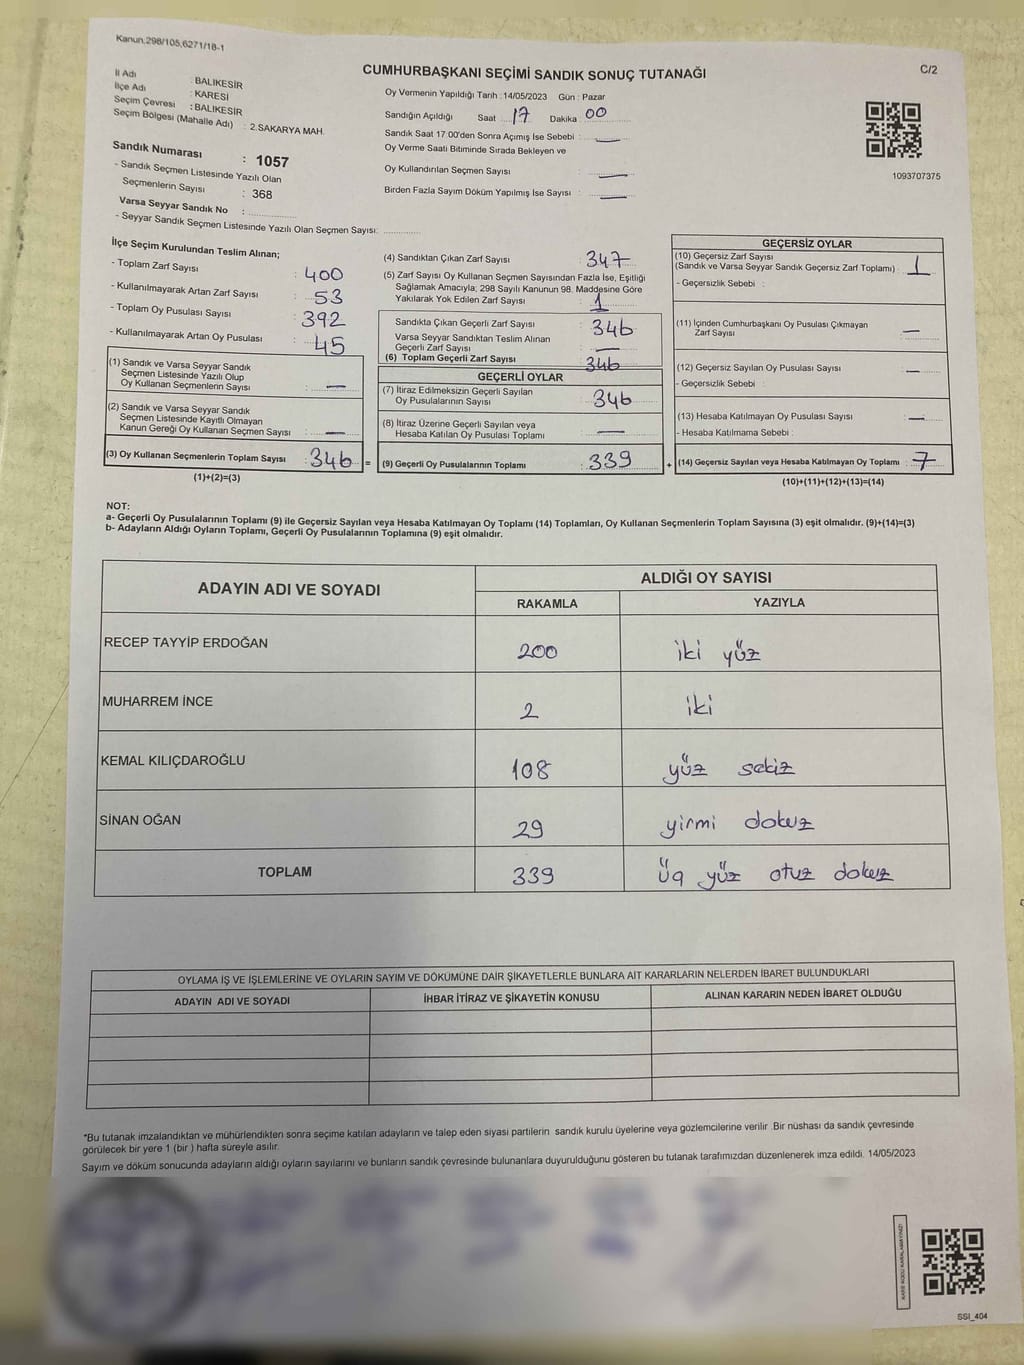 Kanun:298/105,6271/18-1
C/2
CUMHURBAŞKANI SEÇİMİ SANDIK SONUÇ TUTANAĞI
İl Adı : BALIKESİR
İlçe Adı : KARESİ
Seçim Çevresi : BALIKESİR
Seçim Bölgesi (Mahalle Adı) : 2.SAKARYA MAH.
Sandık Numarası : 1057
- Sandık Seçmen Listesinde Yazılı Olan
Seçmenlerin Sayısı : 368
Varsa Seyyar Sandık No :
- Seyyar Sandık Seçmen Listesinde Yazılı Olan Seçmen Sayısı:
Oy Vermenin Yapıldığı Tarih :14/05/2023 Gün : Pazar
Sandığın Açıldığı Saat 17 Dakika 00
Sandık Saat 17:00'den Sonra Açımış İse Sebebi : —
Oy Verme Saati Bitiminde Sırada Bekleyen ve
Oy Kullandırılan Seçmen Sayısı : —
Birden Fazla Sayım Döküm Yapılmış İse Sayısı : —
1093707375
İlçe Seçim Kurulundan Teslim Alınan;
- Toplam Zarf Sayısı : 400
- Kullanılmayarak Artan Zarf Sayısı : 53
- Toplam Oy Pusulası Sayısı : 392
- Kullanılmayarak Artan Oy Pusulası : 45
(1) Sandık ve Varsa Seyyar Sandık
Seçmen Listesinde Yazılı Olup
Oy Kullanan Seçmenlerin Sayısı : —
(2) Sandık ve Varsa Seyyar Sandık
Seçmen Listesinde Kayıtlı Olmayan
Kanun Gereği Oy Kullanan Seçmen Sayısı : —
(3) Oy Kullanan Seçmenlerin Toplam Sayısı : 346 =
(1)+(2)=(3)
(4) Sandıktan Çıkan Zarf Sayısı : 347
(5) Zarf Sayısı Oy Kullanan Seçmen Sayısından Fazla İse, Eşitliği
Sağlamak Amacıyla; 298 Sayılı Kanunun 98. Maddesine Göre
Yakılarak Yok Edilen Zarf Sayısı : 1
Sandıkta Çıkan Geçerli Zarf Sayısı : 346
Varsa Seyyar Sandıktan Teslim Alınan
Geçerli Zarf Sayısı : —
(6) Toplam Geçerli Zarf Sayısı 346
GEÇERLİ OYLAR
(7) İtiraz Edilmeksizin Geçerli Sayılan
Oy Pusulalarının Sayısı : 346
(8) İtiraz Üzerine Geçerli Sayılan veya
Hesaba Katılan Oy Pusulası Toplamı : —
(9) Geçerli Oy Pusulalarının Toplamı : 339 +
GEÇERSİZ OYLAR
(10) Geçersiz Zarf Sayısı
(Sandık ve Varsa Seyyar Sandık Geçersiz Zarf Toplamı) : 1
- Geçersizlik Sebebi :
(11) İçinden Cumhurbaşkanı Oy Pusulası Çıkmayan
Zarf Sayısı : —
(12) Geçersiz Sayılan Oy Pusulası Sayısı : —
- Geçersizlik Sebebi :
(13) Hesaba Katılmayan Oy Pusulası Sayısı : —
- Hesaba Katılmama Sebebi :
(14) Geçersiz Sayılan veya Hesaba Katılmayan Oy Toplamı : 7
(10)+(11)+(12)+(13)=(14)
NOT:
a- Geçerli Oy Pusulalarının Toplamı (9) ile Geçersiz Sayılan veya Hesaba Katılmayan Oy Toplamı (14) Toplamları, Oy Kullanan Seçmenlerin Toplam Sayısına (3) eşit olmalıdır. (9)+(14)=(3)
b- Adayların Aldığı Oyların Toplamı, Geçerli Oy Pusulalarının Toplamına (9) eşit olmalıdır.
ADAYIN ADI VE SOYADI ALDIĞI OY SAYISI
RAKAMLA YAZIYLA
RECEP TAYYİP ERDOĞAN 200 iki yüz
MUHARREM İNCE 2 iki
KEMAL KILIÇDAROĞLU 108 yüz sekiz
SİNAN OĞAN 29 yirmi dokuz
TOPLAM 339 Üç yüz otuz dokuz
OYLAMA İŞ VE İŞLEMLERİNE VE OYLARIN SAYIM VE DÖKÜMÜNE DAİR ŞİKAYETLERLE BUNLARA AİT KARARLARIN NELERDEN İBARET BULUNDUKLARI
ADAYIN ADI VE SOYADI İHBAR İTİRAZ VE ŞİKAYETİN KONUSU ALINAN KARARIN NEDEN İBARET OLDUĞU
*Bu tutanak imzalandıktan ve mühürlendikten sonra seçime katılan adayların ve talep eden siyasi partilerin sandık kurulu üyelerine veya gözlemcilerine verilir .Bir nüshası da sandık çevresinde
görülecek bir yere 1 (bir ) hafta süreyle asılır.
Sayım ve döküm sonucunda adayların aldığı oyların sayılarını ve bunların sandık çevresinde bulunanlara duyurulduğunu gösteren bu tutanak tarafımızdan düzenlenerek imza edildi. 14/05/2023
KARE KODU KARALAMAYINIZ!
SSI_404